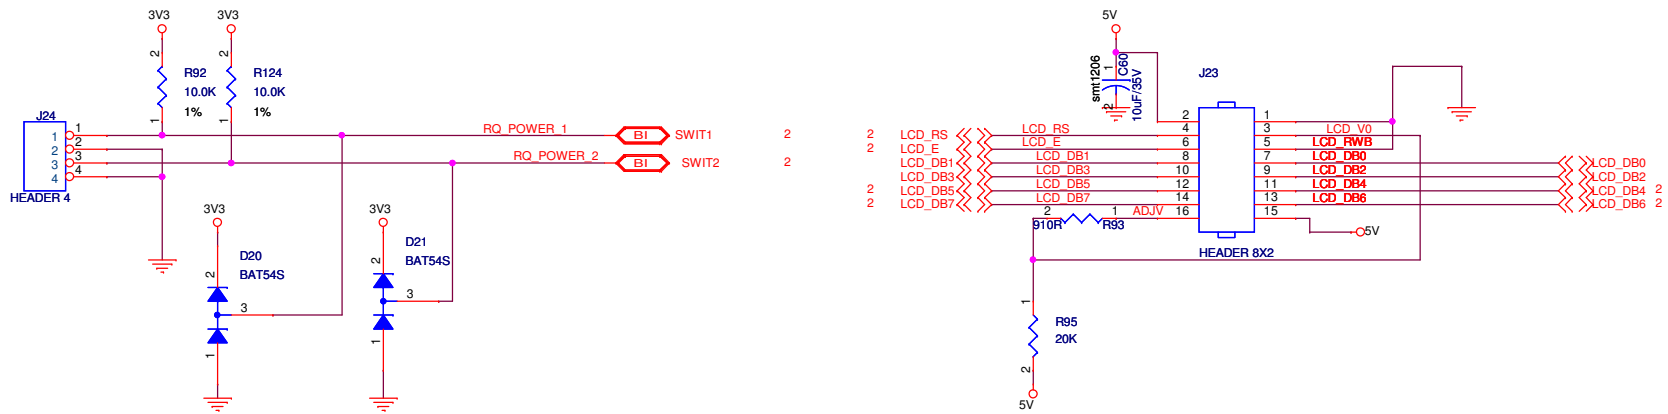 3V3
3V3
2
2
R92
10.0K
1%
R124
10.0K
1%
1
1
J24
1
2
3
4
1
2
3
4
HEADER 4
RQ_POWER_1
BI
SWIT1
2
RQ_POWER_2
BI
SWIT2
2
3V3
D20
BAT54S
2
3
1
3V3
D21
BAT54S
2
3
1
5V
smt1206
1
2
C60
10uF/35V
J23
2
4
6
8
10
12
14
16
1
3
5
7
9
11
13
15
HEADER 8X2
2
LCD_RS
LCD_RS
2
LCD_E
LCD_E
LCD_DB1
LCD_DB1
LCD_DB3
LCD_DB3
2
LCD_DB5
LCD_DB5
2
LCD_DB7
LCD_DB7
LCD_V0
LCD_RWB
LCD_DB0
LCD_DB0
LCD_DB2
LCD_DB2
LCD_DB4
LCD_DB4
2
LCD_DB6
LCD_DB6
2
2
910R
1
R93
ADJV
5V
1
R95
20K
2
5V